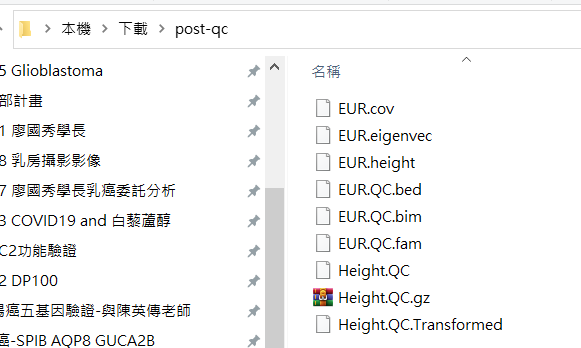 本機 > 下載 > post-qc
名稱
5 Glioblastoma
部計畫
1 廖國秀學長
8 乳房攝影影像
7 廖國秀學長乳癌委託分析
3 COVID19 and 白藜蘆醇
C2功能驗證
2 DP100
腸癌五基因驗證-與陳英傳老師
癌-SPIB AQP8 GUCA2B
EUR.cov
EUR.eigenvec
EUR.height
EUR.QC.bed
EUR.QC.bim
EUR.QC.fam
Height.QC
Height.QC.gz
Height.QC.Transformed